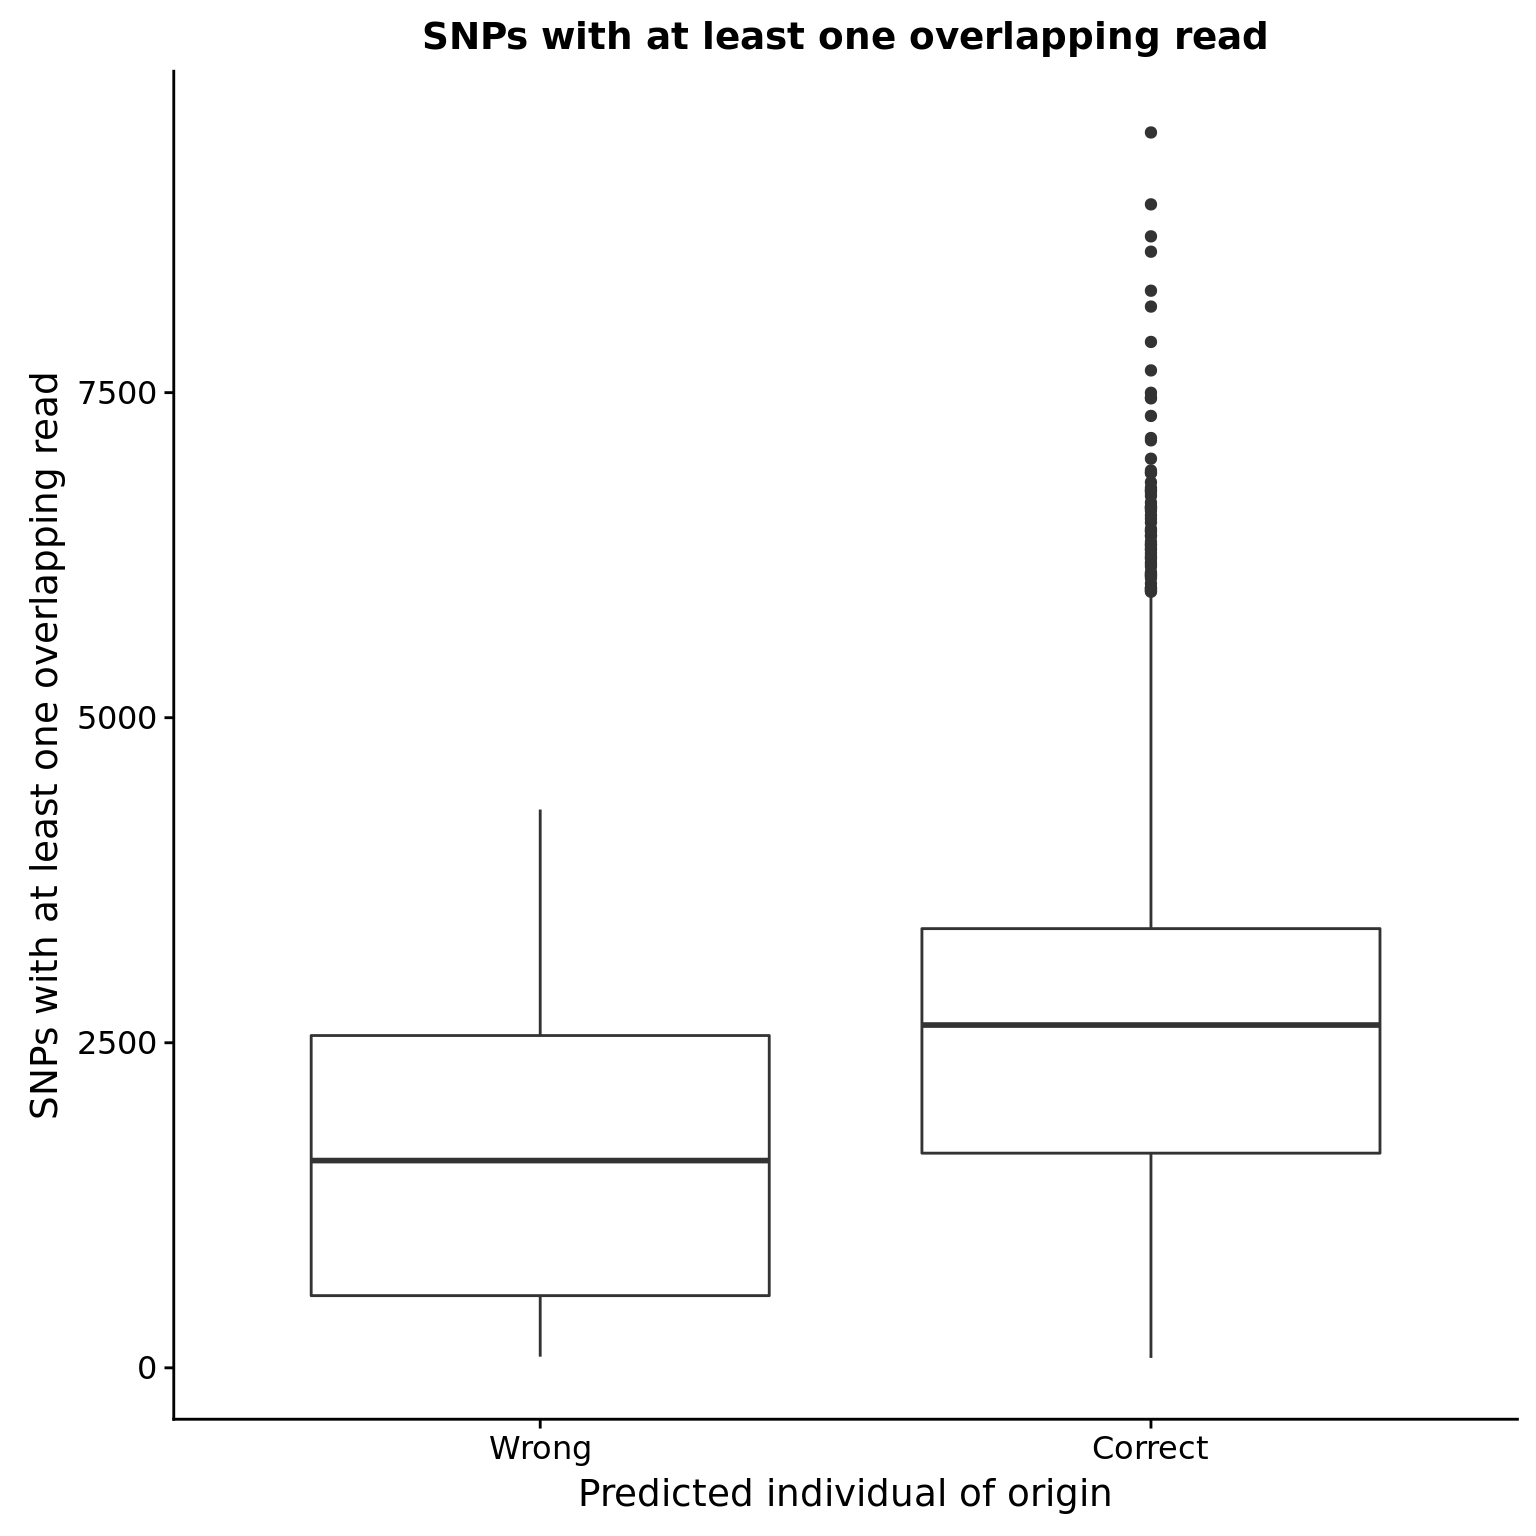 SNPs with at least one overlapping read
SNPs with at least one overlapping read
7500
5000
2500
0
Wrong
Correct
Predicted individual of origin